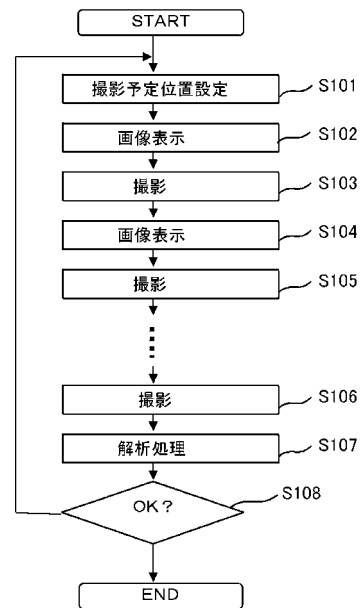 START
撮影予定位置設定 S101
画像表示 S102
撮影 S103
画像表示 S104
撮影 S105
撮影 S106
解析処理 S107
OK？ S108
END